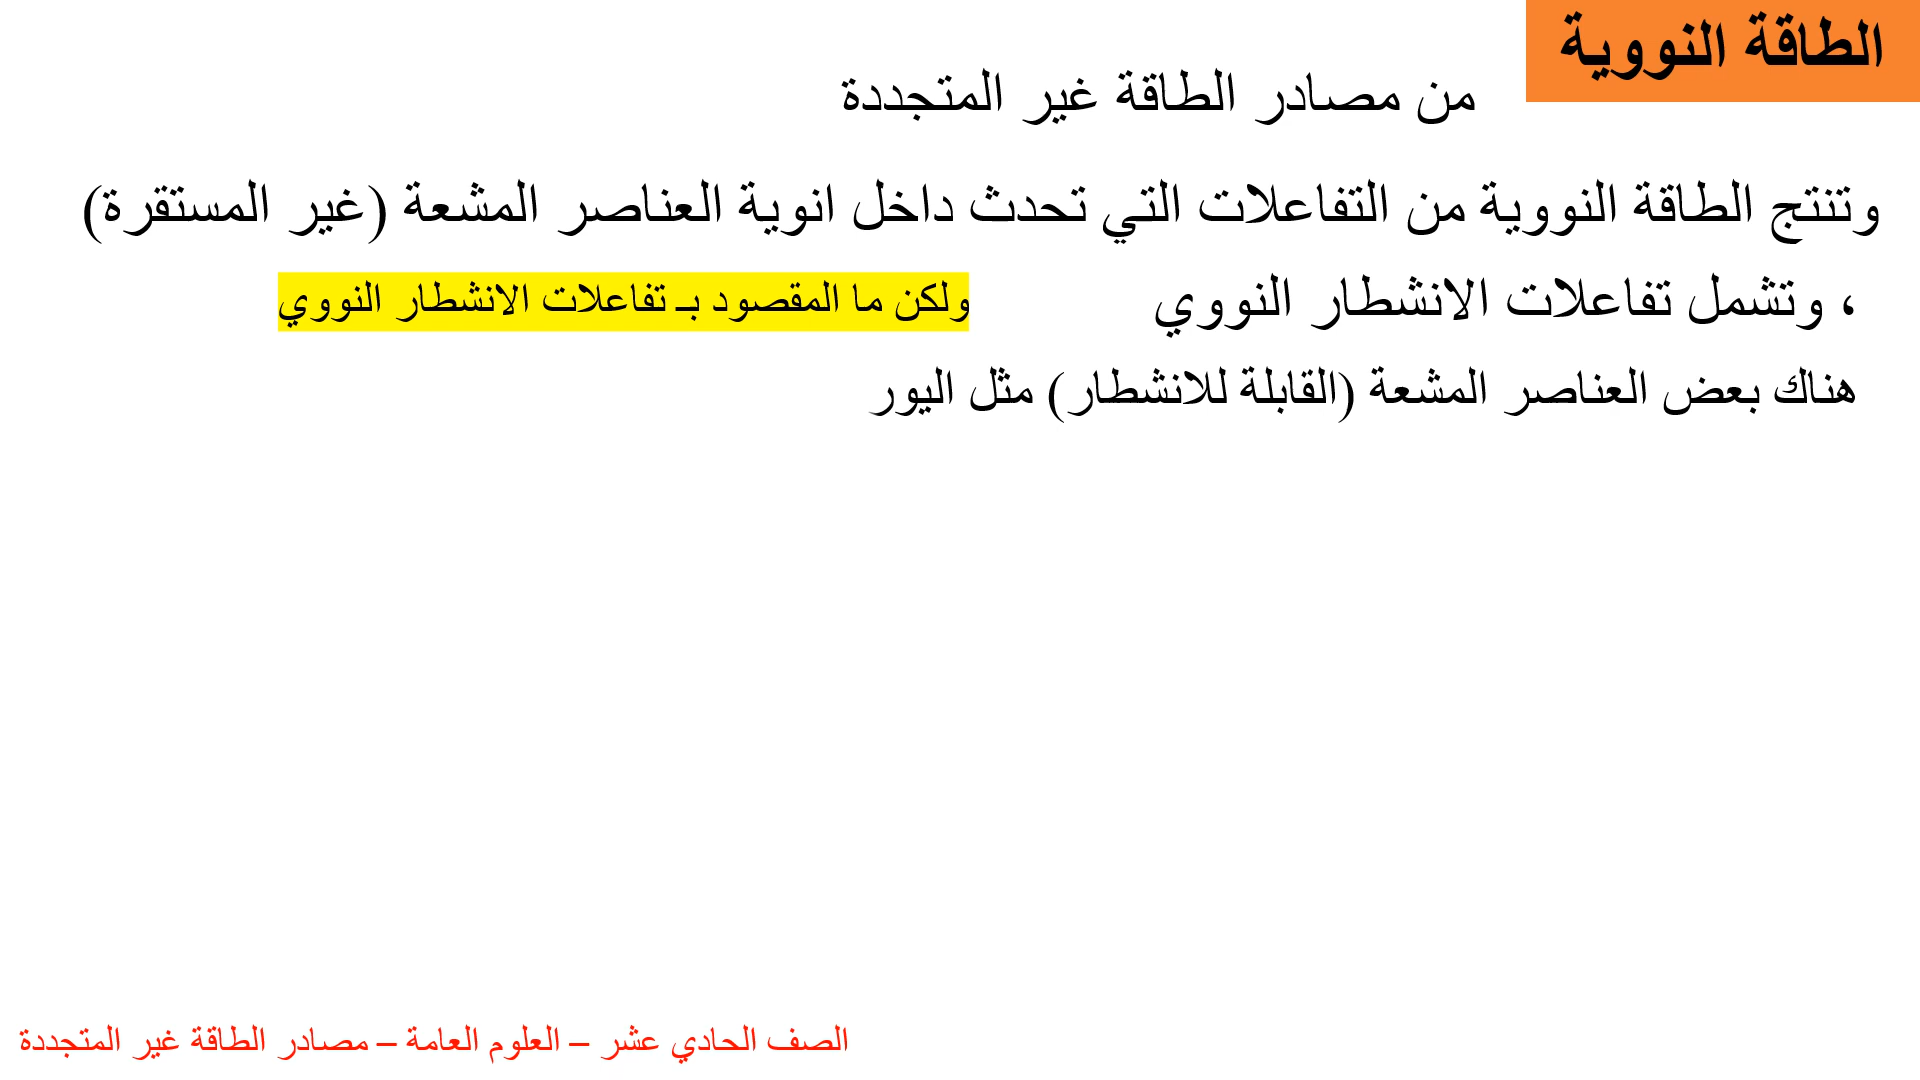 الطاقة النووية
من مصادر الطاقة غير المتجددة
وتنتج الطاقة النووية من التفاعلات التي تحدث داخل انوية العناصر المشعة (غير المستقرة)
، وتشمل تفاعلات الانشطار النووي
ولكن ما المقصود بـ تفاعلات الانشطار النووي
هناك بعض العناصر المشعة (القابلة للانشطار) مثل اليور
الصف الحادي عشر – العلوم العامة – مصادر الطاقة غير المتجددة